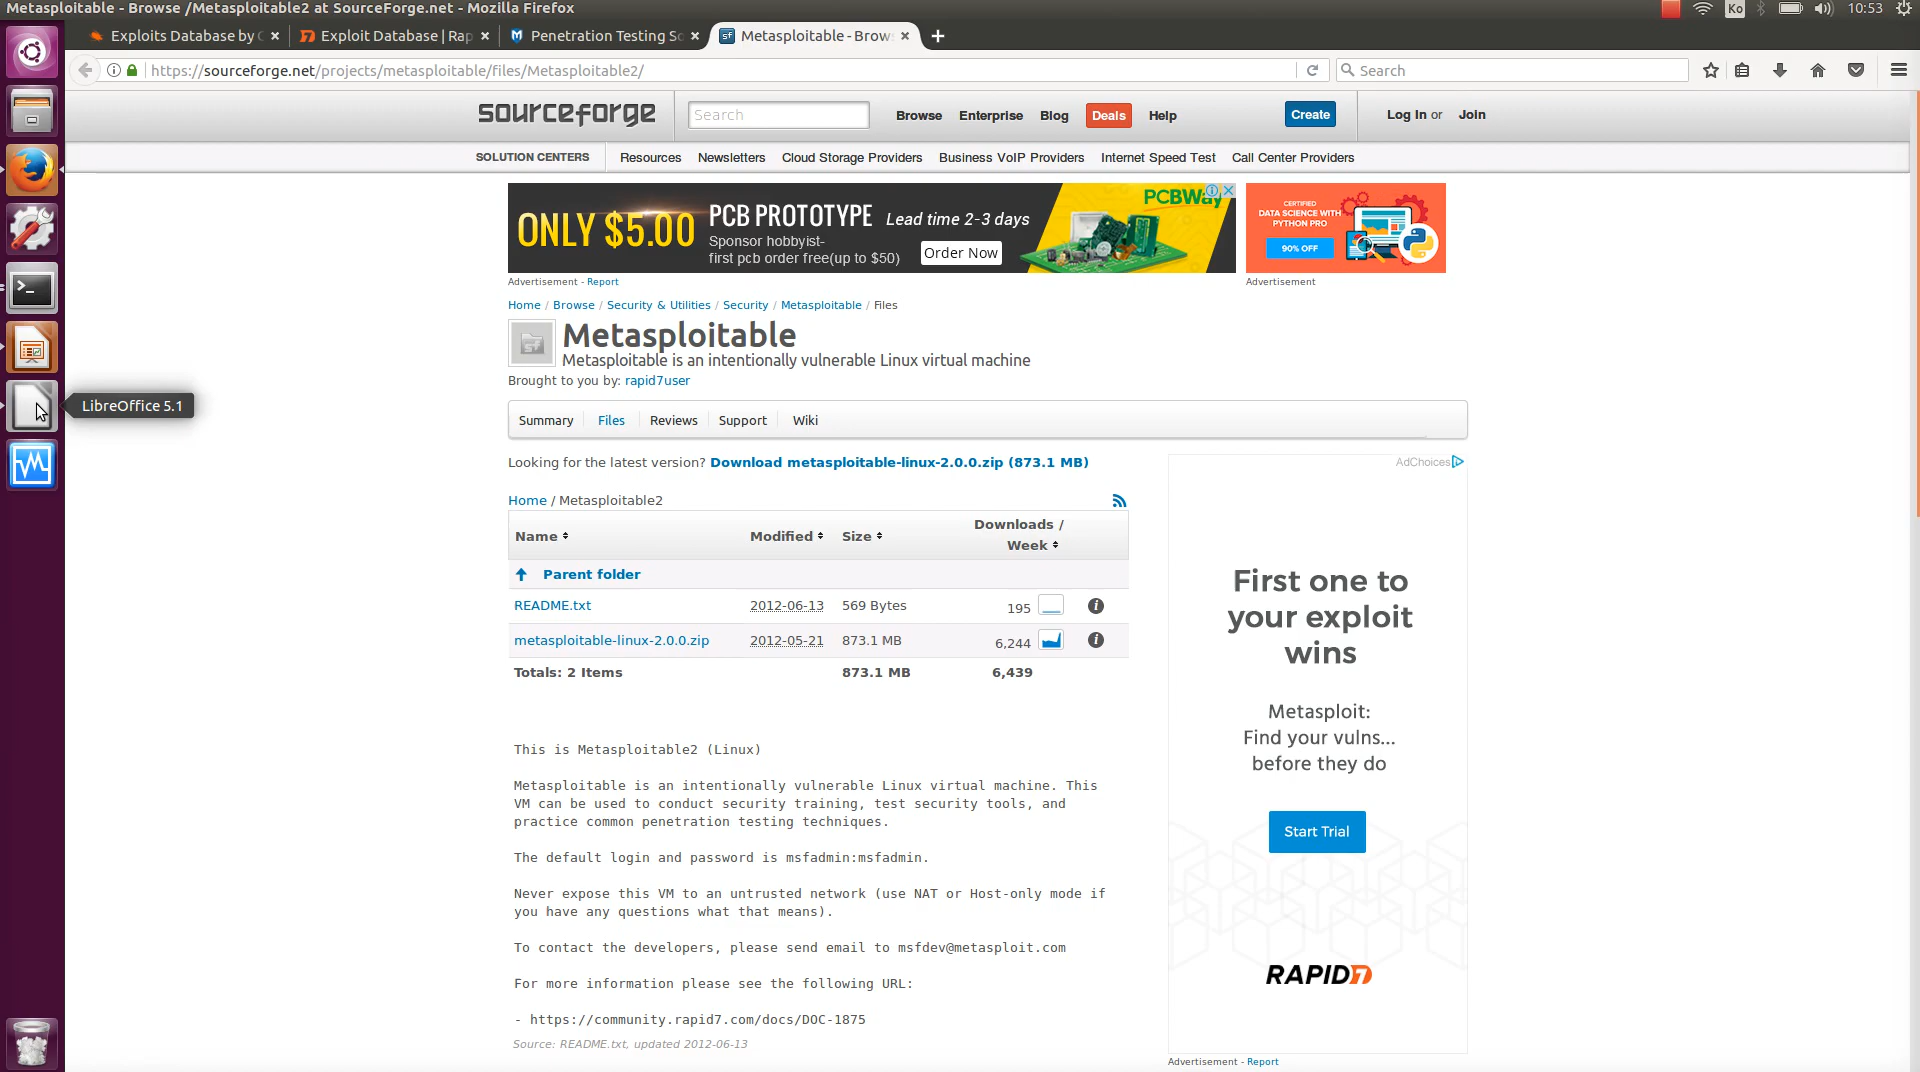 Metasploitable - Browse /Metasploitable2 at SourceForge.net - Mozilla Firefox
Ko
10:53
Exploits Database by O
Exploit Database | Rap
Penetration Testing So
Metasploitable - Brows
https://sourceforge.net/projects/metasploitable/files/Metasploitable2/
Search
sourceforge
Search
Browse
Enterprise
Blog
Deals
Help
Create
Log In or Join
SOLUTION CENTERS
Resources
Newsletters
Cloud Storage Providers
Business VoIP Providers
Internet Speed Test
Call Center Providers
ONLY $5.00
PCB PROTOTYPE
Lead time 2-3 days
Sponsor hobbyist-
first pcb order free(up to $50)
Order Now
PCBWay
CERTIFIED
DATA SCIENCE WITH
PYTHON PRO
90% OFF
Advertisement - Report
Advertisement
Home / Browse / Security & Utilities / Security / Metasploitable / Files
sf
Metasploitable
Metasploitable is an intentionally vulnerable Linux virtual machine
Brought to you by: rapid7user
LibreOffice 5.1
Summary
Files
Reviews
Support
Wiki
Looking for the latest version? Download metasploitable-linux-2.0.0.zip (873.1 MB)
AdChoices
Home / Metasploitable2
Name
Modified
Size
Downloads /
Week
Parent folder
README.txt 2012-06-13 569 Bytes 195
metasploitable-linux-2.0.0.zip 2012-05-21 873.1 MB 6,244
Totals: 2 Items 873.1 MB 6,439
This is Metasploitable2 (Linux)
Metasploitable is an intentionally vulnerable Linux virtual machine. This
VM can be used to conduct security training, test security tools, and
practice common penetration testing techniques.
The default login and password is msfadmin:msfadmin.
Never expose this VM to an untrusted network (use NAT or Host-only mode if
you have any questions what that means).
To contact the developers, please send email to msfdev@metasploit.com
For more information please see the following URL:
- https://community.rapid7.com/docs/DOC-1875
Source: README.txt, updated 2012-06-13
First one to
your exploit
wins
Metasploit:
Find your vulns...
before they do
Start Trial
RAPID7
Advertisement - Report